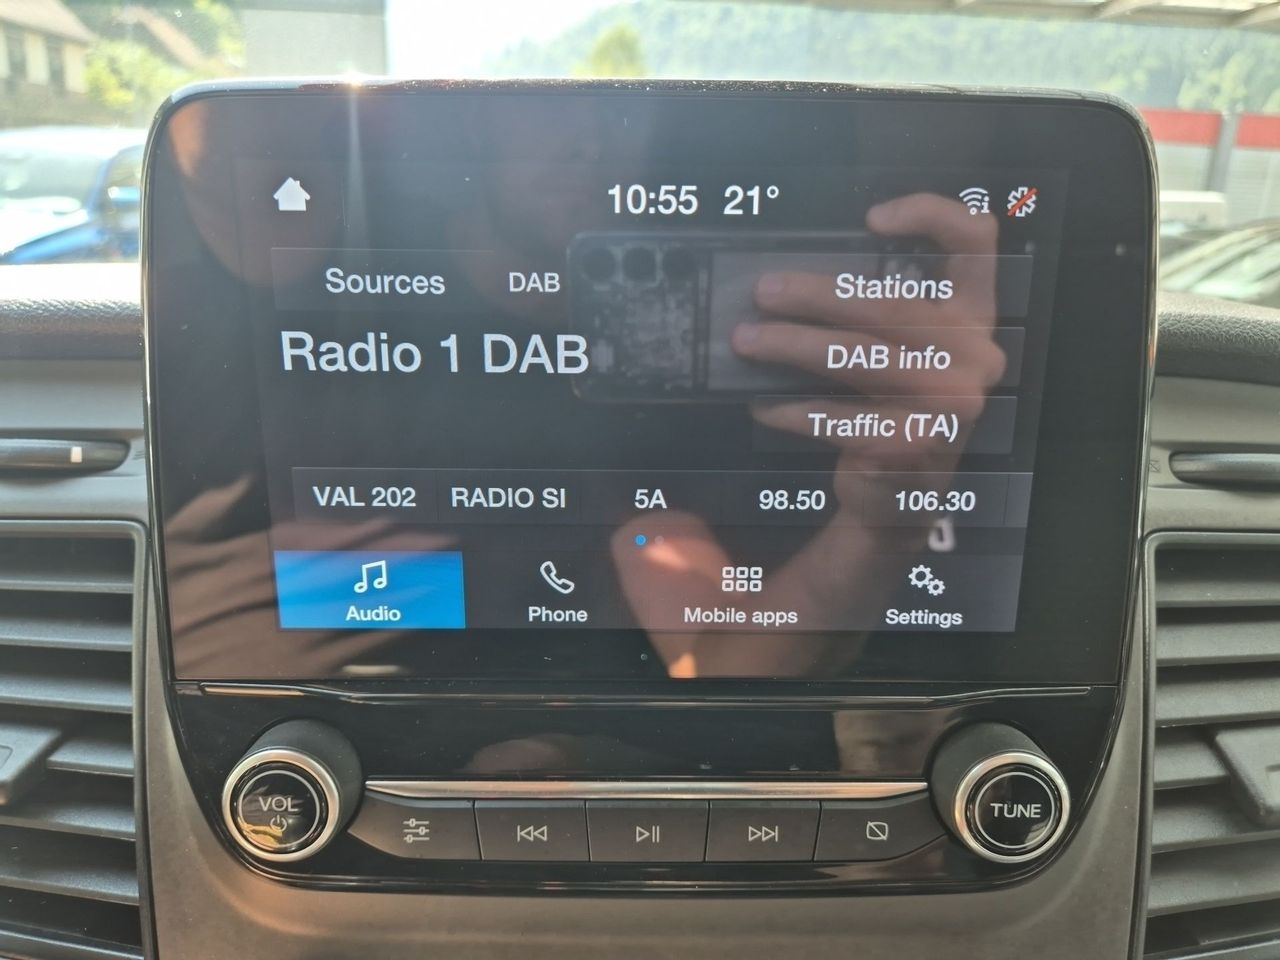 10:55 21°
Sources DAB Stations
Radio 1 DAB
DAB info
Traffic (TA)
VAL 202 RADIO SI 5A 98.50 106.30
Audio Phone Mobile apps Settings
VOL TUNE